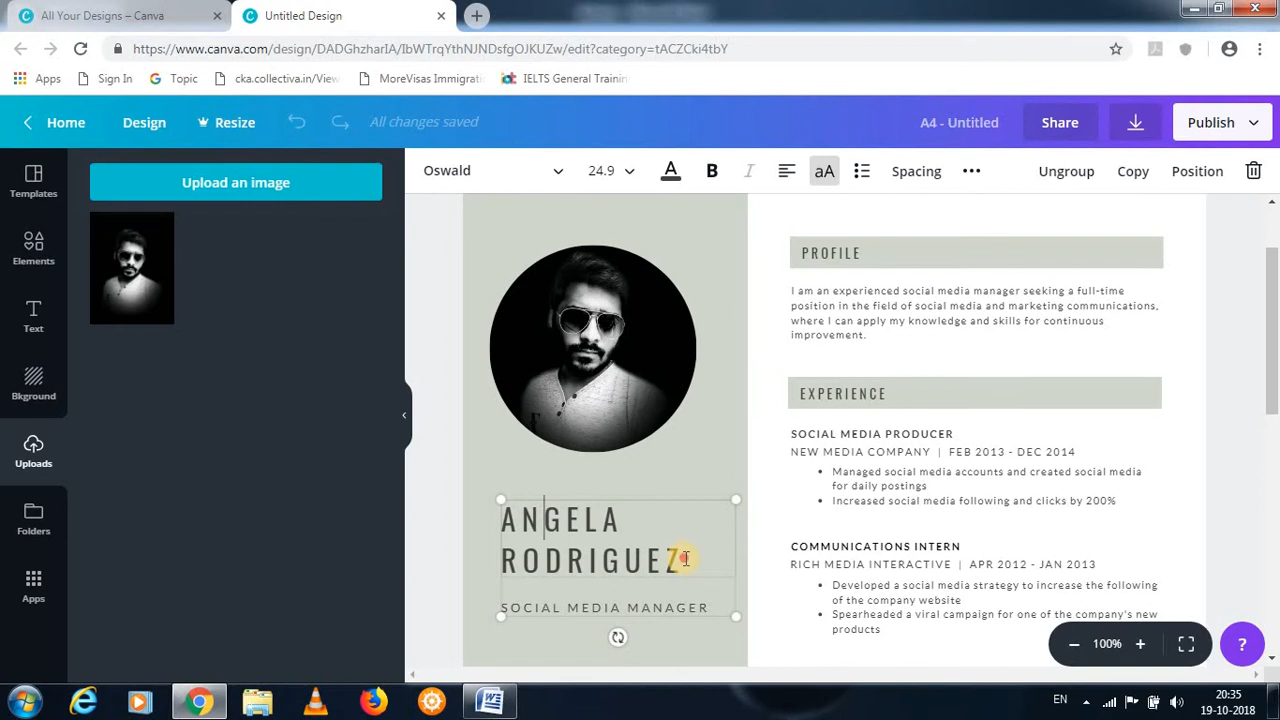 All Your Designs – Canva
Untitled Design
https://www.canva.com/design/DADGhzharIA/IbWTrqYthNJNDsfgOJKUZw/edit?category=tACZCki4tbY
Apps
Sign In
Topic
cka.collectiva.in/View
MoreVisas Immigrati
IELTS General Trainin
Home
Design
Resize
All changes saved
A4 - Untitled
Share
Publish
Templates
Elements
Text
Bkground
Uploads
Folders
Apps
Upload an image
Oswald
24.9
A
B
I
aA
Spacing
Ungroup
Copy
Position
ANGELA
RODRIGUEZ
SOCIAL MEDIA MANAGER
PROFILE
I am an experienced social media manager seeking a full-time
position in the field of social media and marketing communications,
where I can apply my knowledge and skills for continuous
improvement.
EXPERIENCE
SOCIAL MEDIA PRODUCER
NEW MEDIA COMPANY | FEB 2013 - DEC 2014
• Managed social media accounts and created social media
for daily postings
• Increased social media following and clicks by 200%
COMMUNICATIONS INTERN
RICH MEDIA INTERACTIVE | APR 2012 - JAN 2013
• Developed a social media strategy to increase the following
of the company website
• Spearheaded a viral campaign for one of the company's new
products
100%
?
EN
20:35
19-10-2018